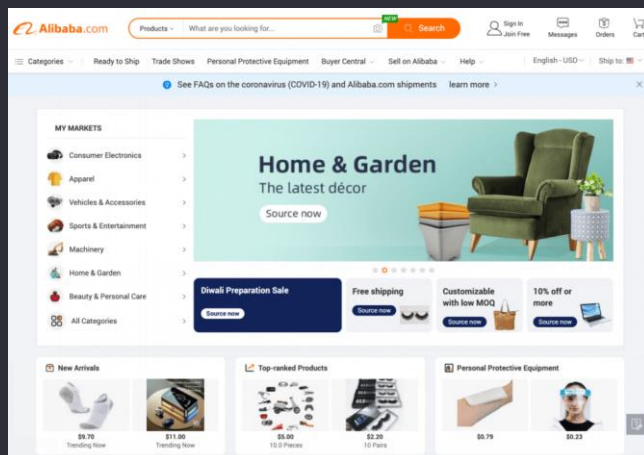 Alibaba.com
Products
What are you looking for...
NEW
Search
Sign In
Join Free
Messages
Orders
Cart
Categories
Ready to Ship
Trade Shows
Personal Protective Equipment
Buyer Central
Sell on Alibaba
Help
English - USD
Ship to:
See FAQs on the coronavirus (COVID-19) and Alibaba.com shipments learn more >
MY MARKETS
Consumer Electronics
Apparel
Vehicles & Accessories
Sports & Entertainment
Machinery
Home & Garden
Beauty & Personal Care
All Categories
Home & Garden
The latest décor
Source now
Diwali Preparation Sale
Source now
Free shipping
Source now
Customizable
with low MOQ
Source now
10% off or
more
Source now
New Arrivals
$9.70
Trending Now
$11.00
Trending Now
Top-ranked Products
$5.00
10.0 Pieces
$2.20
10 Pairs
Personal Protective Equipment
$0.79
$0.23